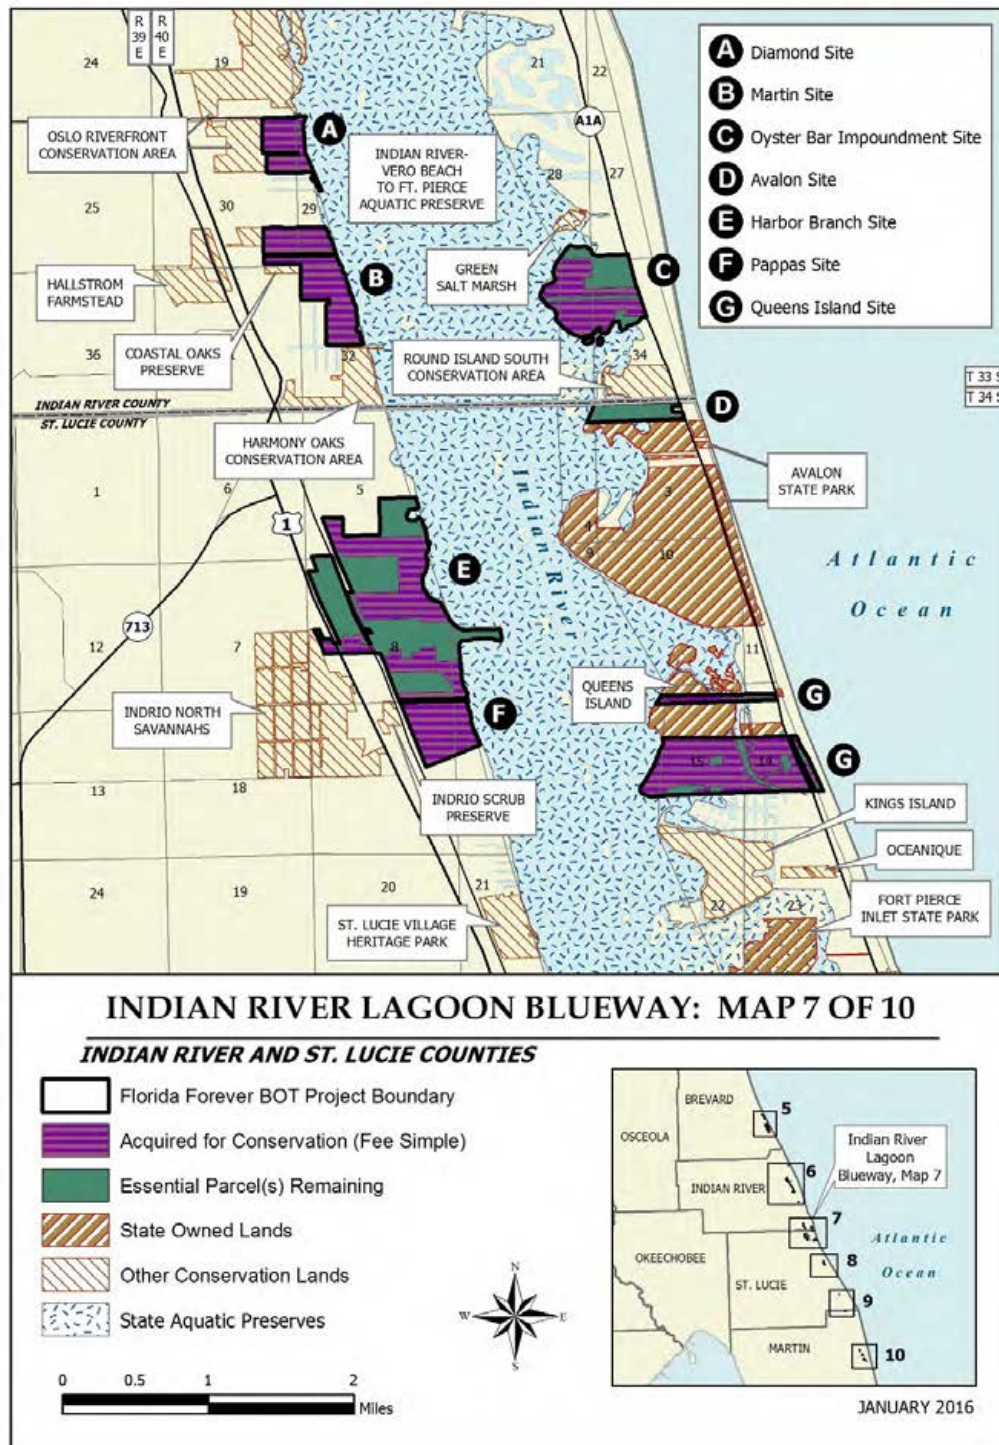 R
39
E
R
40
E
24
19
21
22
A1A
A
Diamond Site
B
Martin Site
C
Oyster Bar Impoundment Site
D
Avalon Site
E
Harbor Branch Site
F
Pappas Site
G
Queens Island Site
OSLO RIVERFRONT
CONSERVATION AREA
A
INDIAN RIVER-
VERO BEACH
TO FT. PIERCE
AQUATIC PRESERVE
28
27
25
30
29
HALLSTROM
FARMSTEAD
B
GREEN
SALT MARSH
C
36
COASTAL OAKS
PRESERVE
32
ROUND ISLAND SOUTH
CONSERVATION AREA
34
T 33 S
T 34 S
INDIAN RIVER COUNTY
ST. LUCIE COUNTY
D
HARMONY OAKS
CONSERVATION AREA
AVALON
STATE PARK
1
6
5
3
1
4
9
10
Indian River
Atlantic
Ocean
E
713
12
7
8
11
QUEENS
ISLAND
G
INDRIO NORTH
SAVANNAHS
F
15
14
G
13
18
INDRIO SCRUB
PRESERVE
KINGS ISLAND
OCEANIQUE
24
19
20
21
22
23
ST. LUCIE VILLAGE
HERITAGE PARK
FORT PIERCE
INLET STATE PARK
INDIAN RIVER LAGOON BLUEWAY: MAP 7 OF 10
INDIAN RIVER AND ST. LUCIE COUNTIES
Florida Forever BOT Project Boundary
Acquired for Conservation (Fee Simple)
Essential Parcel(s) Remaining
State Owned Lands
Other Conservation Lands
State Aquatic Preserves
0 0.5 1 2
Miles
N
W
E
S
BREVARD
5
OSCEOLA
Indian River
Lagoon
Blueway, Map 7
6
INDIAN RIVER
7
Atlantic
Ocean
OKEECHOBEE
8
ST. LUCIE
9
MARTIN
10
JANUARY 2016